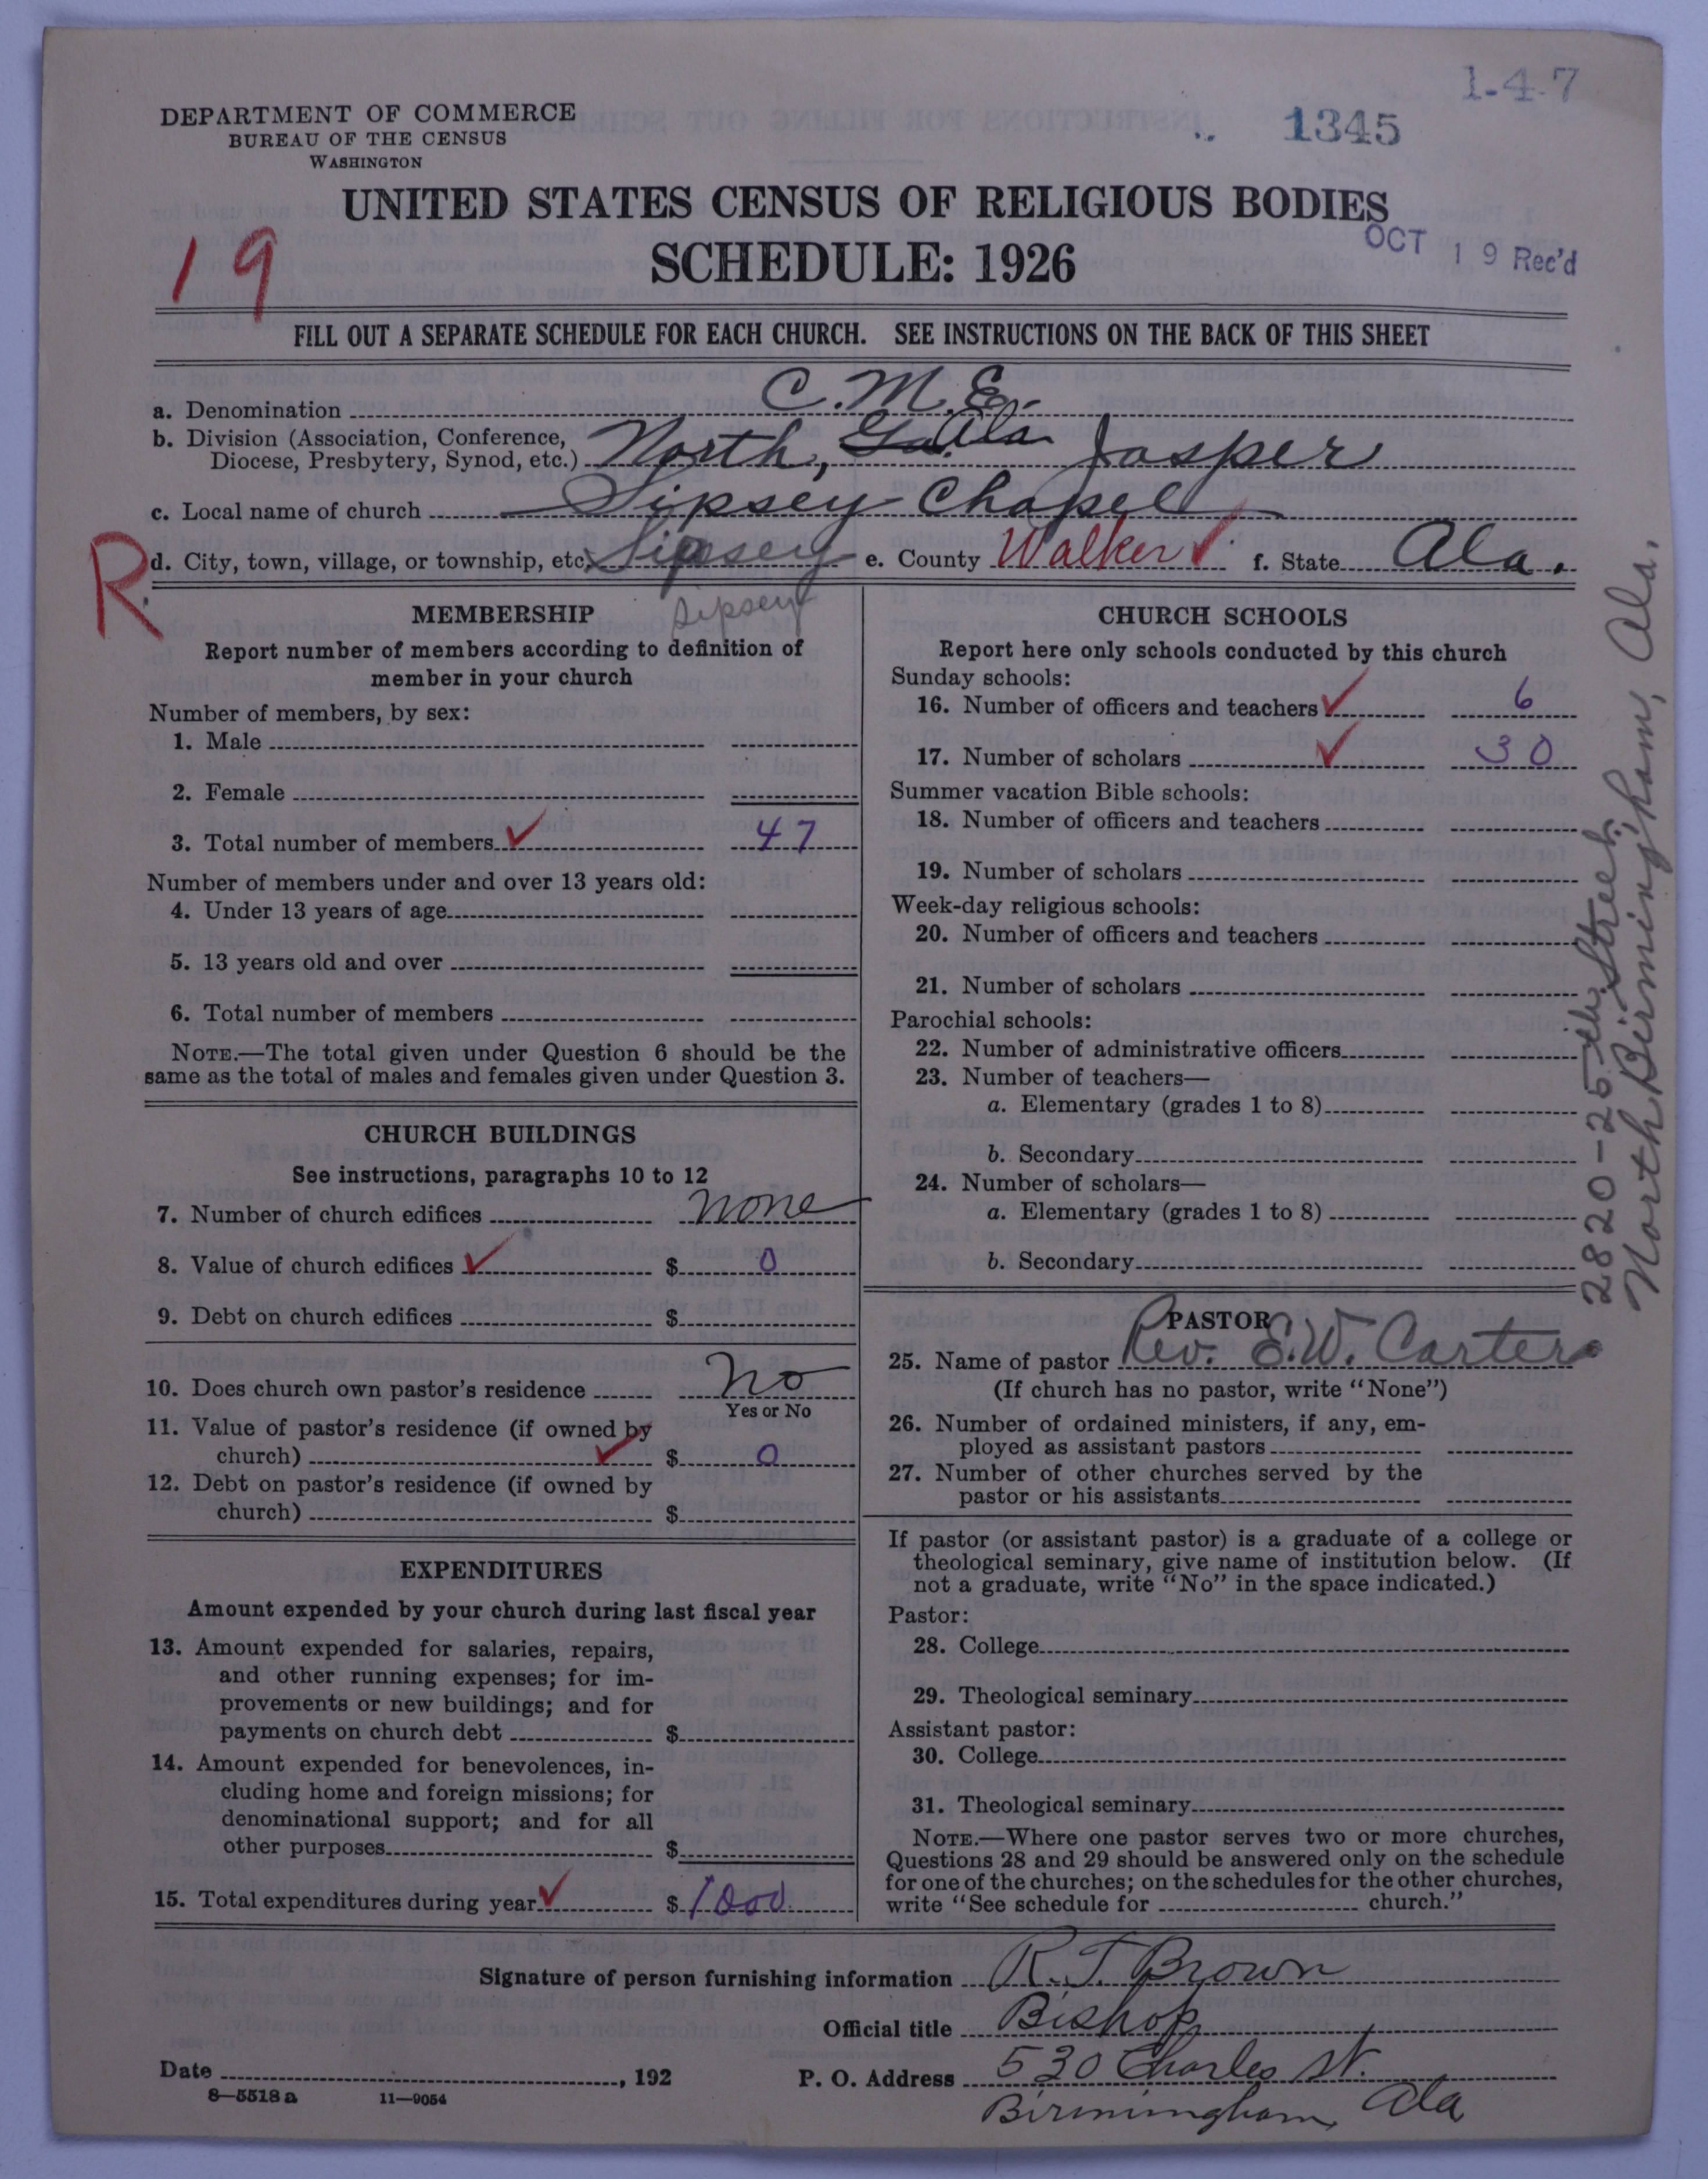 1-4-7
1345
DEPARTMENT OF COMMERCE
BUREAU OF THE CENSUS
WASHINGTON
UNITED STATES CENSUS OF RELIGIOUS BODIES
SCHEDULE: 1926
OCT 19 Rec'd
19
FILL OUT A SEPARATE SCHEDULE FOR EACH CHURCH. SEE INSTRUCTIONS ON THE BACK OF THIS SHEET
a. Denomination C.M.E.
b. Division (Association, Conference, Diocese, Presbytery, Synod, etc.) North, Ga. Ala Jasper
c. Local name of church Sipsey Chapel
R
d. City, town, village, or township, etc. Sipsey e. County Walker f. State Ala.
Sipsey
MEMBERSHIP
Report number of members according to definition of
member in your church
Number of members, by sex:
1. Male
2. Female
3. Total number of members 47
Number of members under and over 13 years old:
4. Under 13 years of age
5. 13 years old and over
6. Total number of members
NOTE.—The total given under Question 6 should be the
same as the total of males and females given under Question 3.
CHURCH BUILDINGS
See instructions, paragraphs 10 to 12
7. Number of church edifices none
8. Value of church edifices $ 0
9. Debt on church edifices $
10. Does church own pastor's residence No
Yes or No
11. Value of pastor's residence (if owned by
church) $ 0
12. Debt on pastor's residence (if owned by
church) $
EXPENDITURES
Amount expended by your church during last fiscal year
13. Amount expended for salaries, repairs,
and other running expenses; for im-
provements or new buildings; and for
payments on church debt $
14. Amount expended for benevolences, in-
cluding home and foreign missions; for
denominational support; and for all
other purposes $
15. Total expenditures during year $ 1000
CHURCH SCHOOLS
Report here only schools conducted by this church
Sunday schools:
16. Number of officers and teachers 6
17. Number of scholars 30
Summer vacation Bible schools:
18. Number of officers and teachers
19. Number of scholars
Week-day religious schools:
20. Number of officers and teachers
21. Number of scholars
Parochial schools:
22. Number of administrative officers
23. Number of teachers—
a. Elementary (grades 1 to 8)
b. Secondary
24. Number of scholars—
a. Elementary (grades 1 to 8)
b. Secondary
PASTOR
25. Name of pastor Rev. E.W. Carter
(If church has no pastor, write "None")
26. Number of ordained ministers, if any, em-
ployed as assistant pastors
27. Number of other churches served by the
pastor or his assistants
If pastor (or assistant pastor) is a graduate of a college or
theological seminary, give name of institution below. (If
not a graduate, write "No" in the space indicated.)
Pastor:
28. College
29. Theological seminary
Assistant pastor:
30. College
31. Theological seminary
NOTE.—Where one pastor serves two or more churches,
Questions 28 and 29 should be answered only on the schedule
for one of the churches; on the schedules for the other churches,
write "See schedule for church."
2820-25th Street.
North Birmingham, Ala.
Signature of person furnishing information R.T. Brown
Official title Bishop
Date , 192 P. O. Address 530 Charles St.
Birmingham, Ala
8—5518 a 11—9054